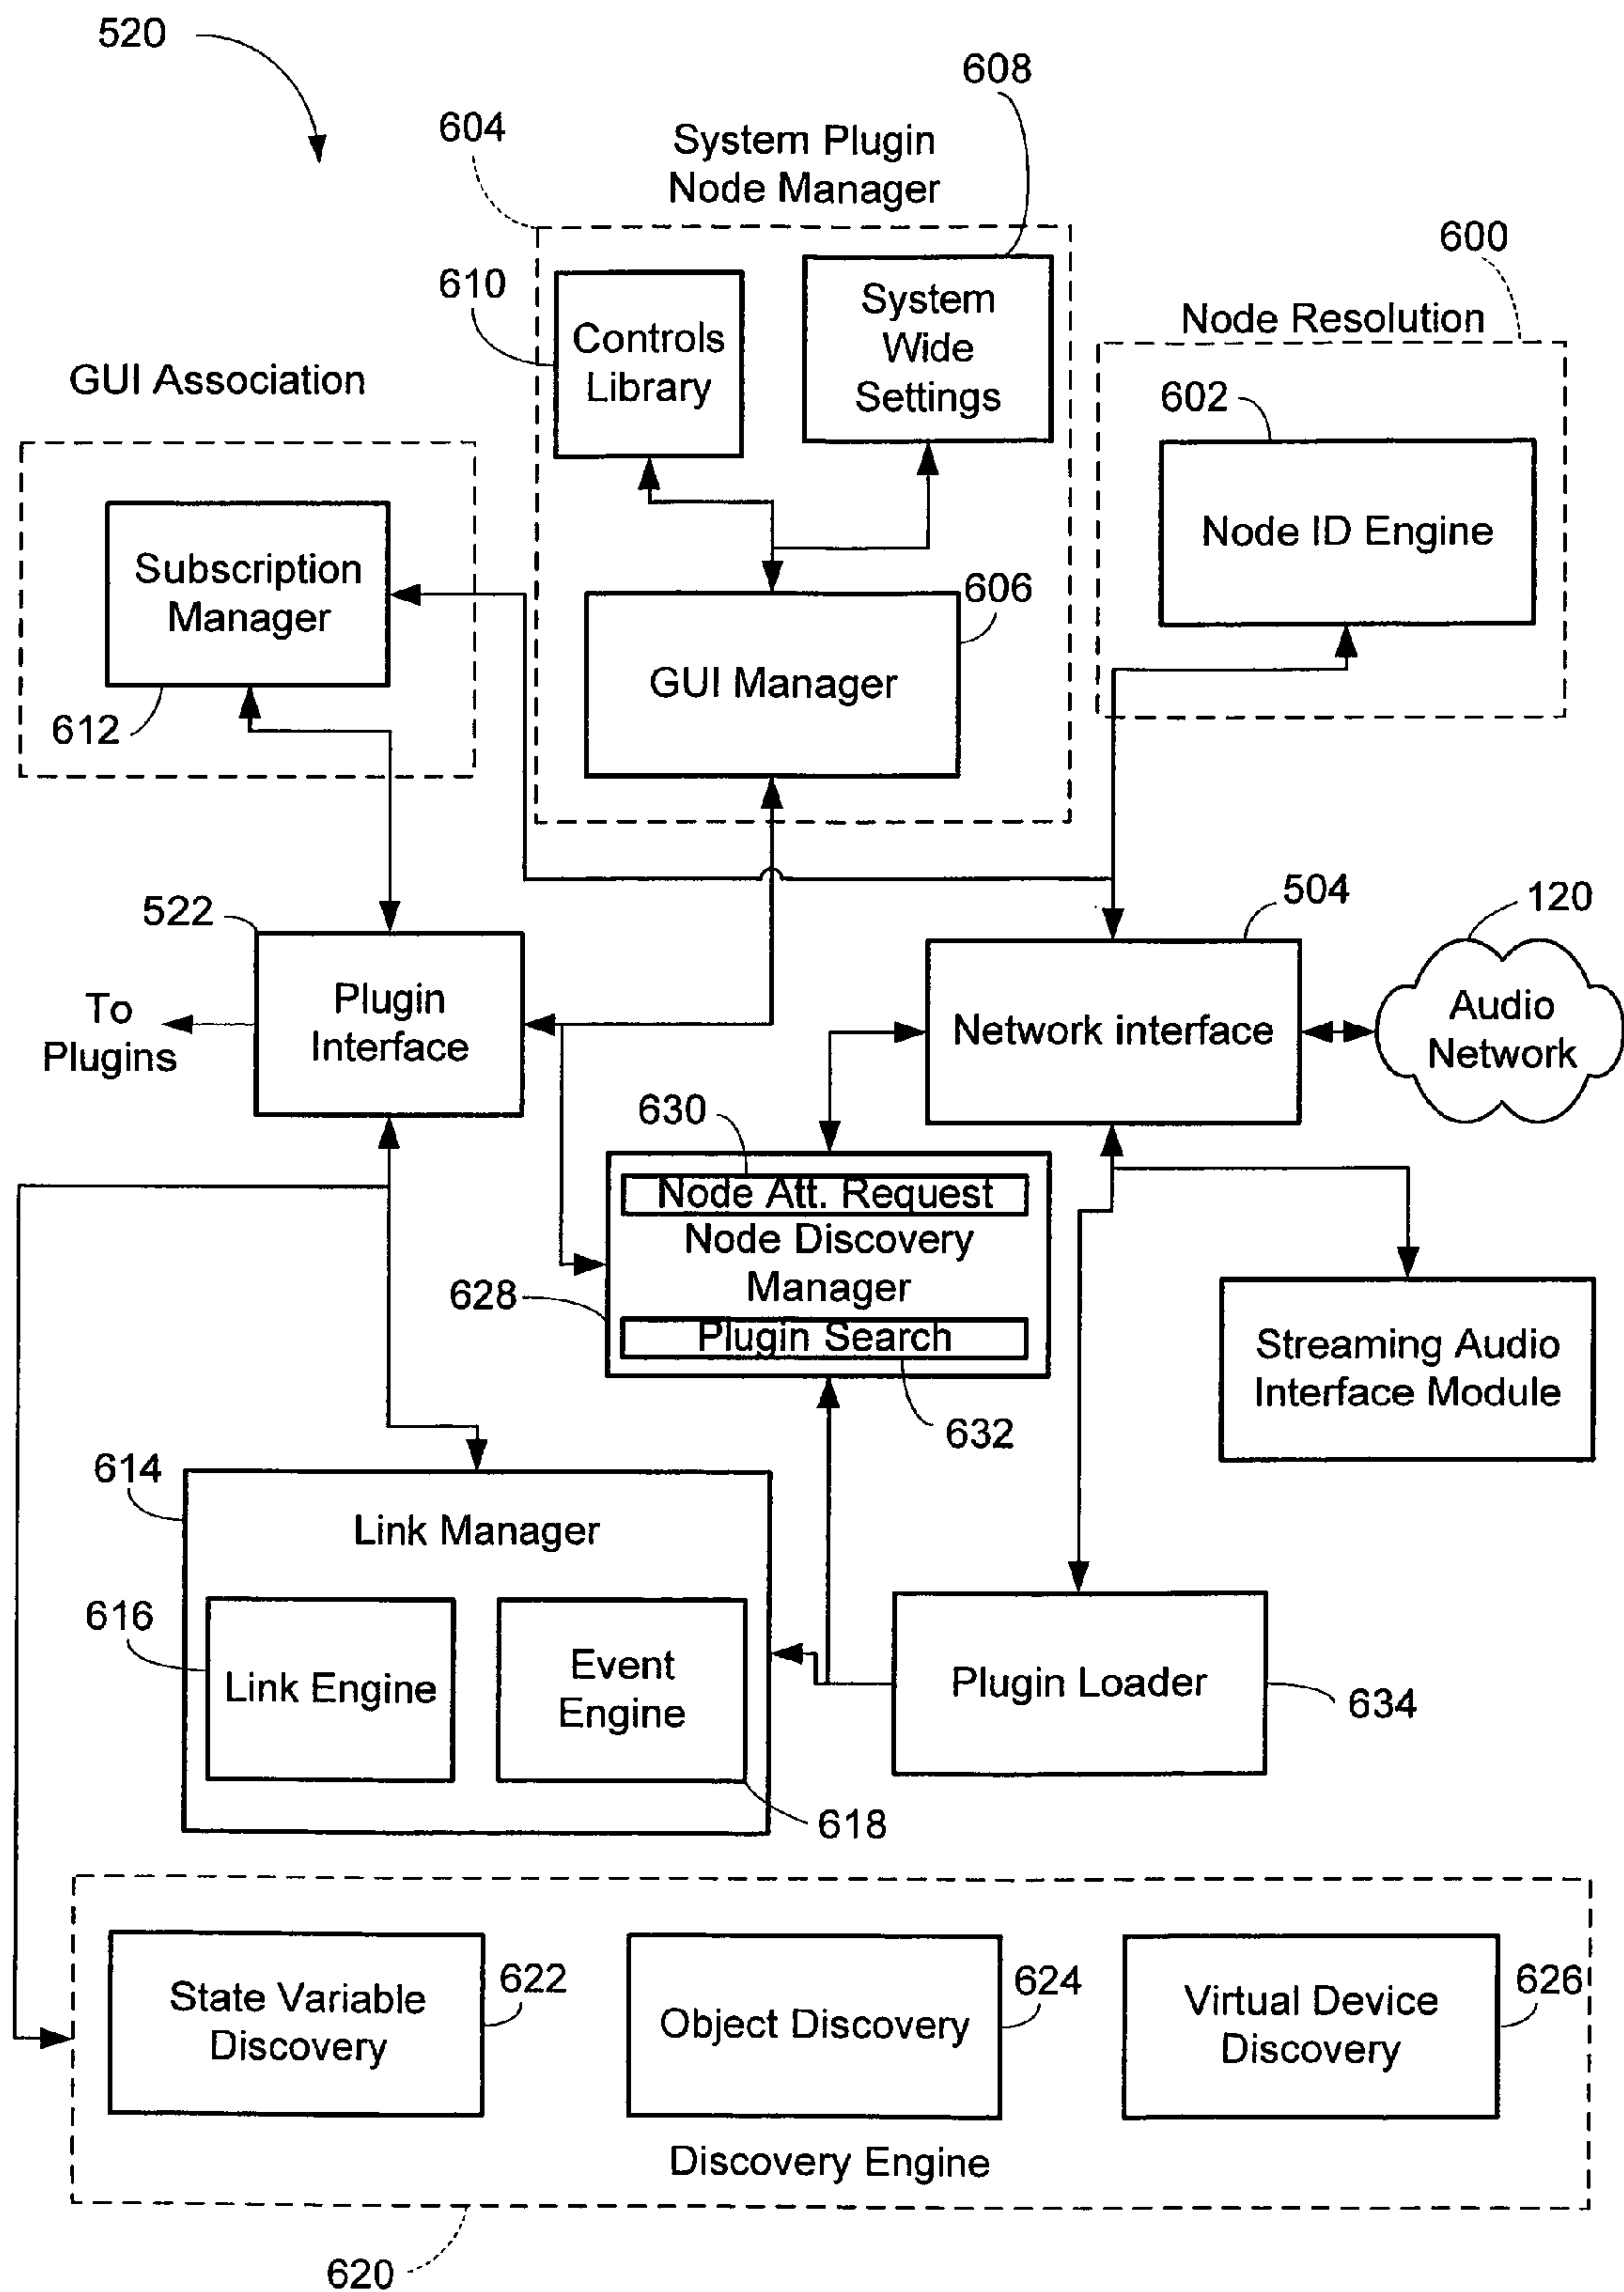 520
608
604
System Plugin
Node Manager
600
610
Controls
Library
System
Wide
Settings
Node Resolution
GUI Association
602
Node ID Engine
Subscription
Manager
606
GUI Manager
612
522
504
120
To
Plugins
Plugin
Interface
Network interface
Audio
Network
630
Node Att. Request
Node Discovery
Manager
628
Plugin Search
632
Streaming Audio
Interface Module
614
Link Manager
616
Link Engine
Event
Engine
Plugin Loader
634
618
State Variable
Discovery
622
Object Discovery
624
Virtual Device
Discovery
626
Discovery Engine
620